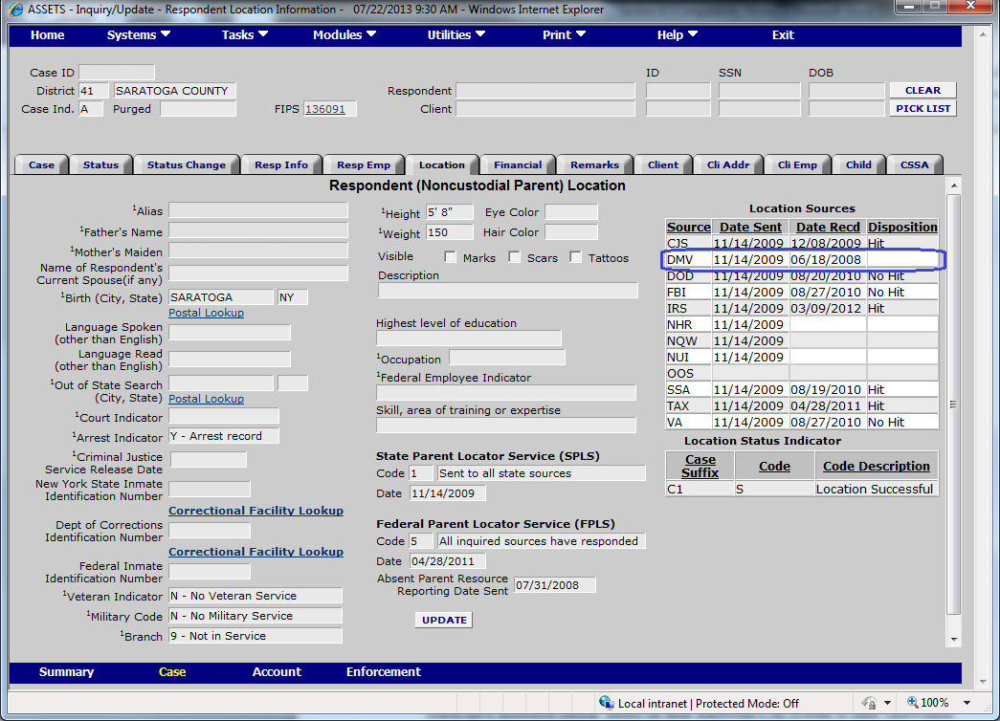 ASSETS - Inquiry/Update - Respondent Location Information - 07/22/2013 9:30 AM - Windows Internet Explorer
Home Systems Tasks Modules Utilities Print Help Exit
Case ID ID SSN DOB
District 41 SARATOGA COUNTY Respondent CLEAR
Case Ind. A Purged FIPS 136091 Client PICK LIST
Case Status Status Change Resp Info Resp Emp Location Financial Remarks Client Cli Addr Cli Emp Child CSSA
Respondent (Noncustodial Parent) Location
1Alias
1Father's Name
1Mother's Maiden
Name of Respondent's
Current Spouse(if any)
1Birth (City, State) SARATOGA NY
Postal Lookup
Language Spoken
(other than English)
Language Read
(other than English)
1Out of State Search
(City, State) Postal Lookup
1Court Indicator
1Arrest Indicator Y - Arrest record
1Criminal Justice
Service Release Date
New York State Inmate
Identification Number
Correctional Facility Lookup
Dept of Corrections
Identification Number
Correctional Facility Lookup
Federal Inmate
Identification Number
1Veteran Indicator N - No Veteran Service
1Military Code N - No Military Service
1Branch 9 - Not in Service
1Height 5' 8" Eye Color
1Weight 150 Hair Color
Visible Marks Scars Tattoos
Description
Highest level of education
1Occupation
1Federal Employee Indicator
Skill, area of training or expertise
State Parent Locator Service (SPLS)
Code 1 Sent to all state sources
Date 11/14/2009
Federal Parent Locator Service (FPLS)
Code 5 All inquired sources have responded
Date 04/28/2011
Absent Parent Resource
Reporting Date Sent 07/31/2008
UPDATE
Location Sources
Source Date Sent Date Recd Disposition
CJS 11/14/2009 12/08/2009 Hit
DMV 11/14/2009 06/18/2008
DOD 11/14/2009 08/20/2010 No Hit
FBI 11/14/2009 08/27/2010 No Hit
IRS 11/14/2009 03/09/2012 Hit
NHR 11/14/2009
NQW 11/14/2009
NUI 11/14/2009
OOS
SSA 11/14/2009 08/19/2010 Hit
TAX 11/14/2009 04/28/2011 Hit
VA 11/14/2009 08/27/2010 No Hit
Location Status Indicator
Case
Suffix Code Code Description
C1 S Location Successful
Summary Case Account Enforcement
Local intranet | Protected Mode: Off 100%